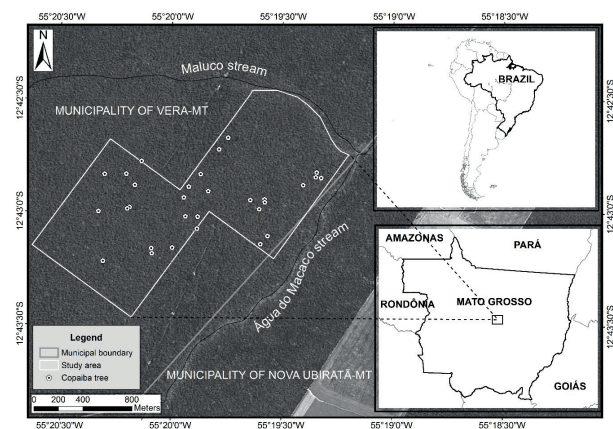 55°20'30"W 55°20'0"W 55°19'30"W 55°19'0"W 55°18'30"W
N
Maluco stream
MUNICIPALITY OF VERA-MT
12°42'30"S
12°43'0"S
12°43'30"S
Água do Macaco stream
MUNICIPALITY OF NOVA UBIRATÃ-MT
Legend
Municipal boundary
Study area
Copaiba tree
0 200 400 800
Meters
BRAZIL
AMAZÔNAS
PARÁ
RONDÔNIA
MATO GROSSO
GOIÁS
12°42'30"S
12°43'0"S
12°43'30"S
55°20'30"W 55°20'0"W 55°19'30"W 55°19'0"W 55°18'30"W